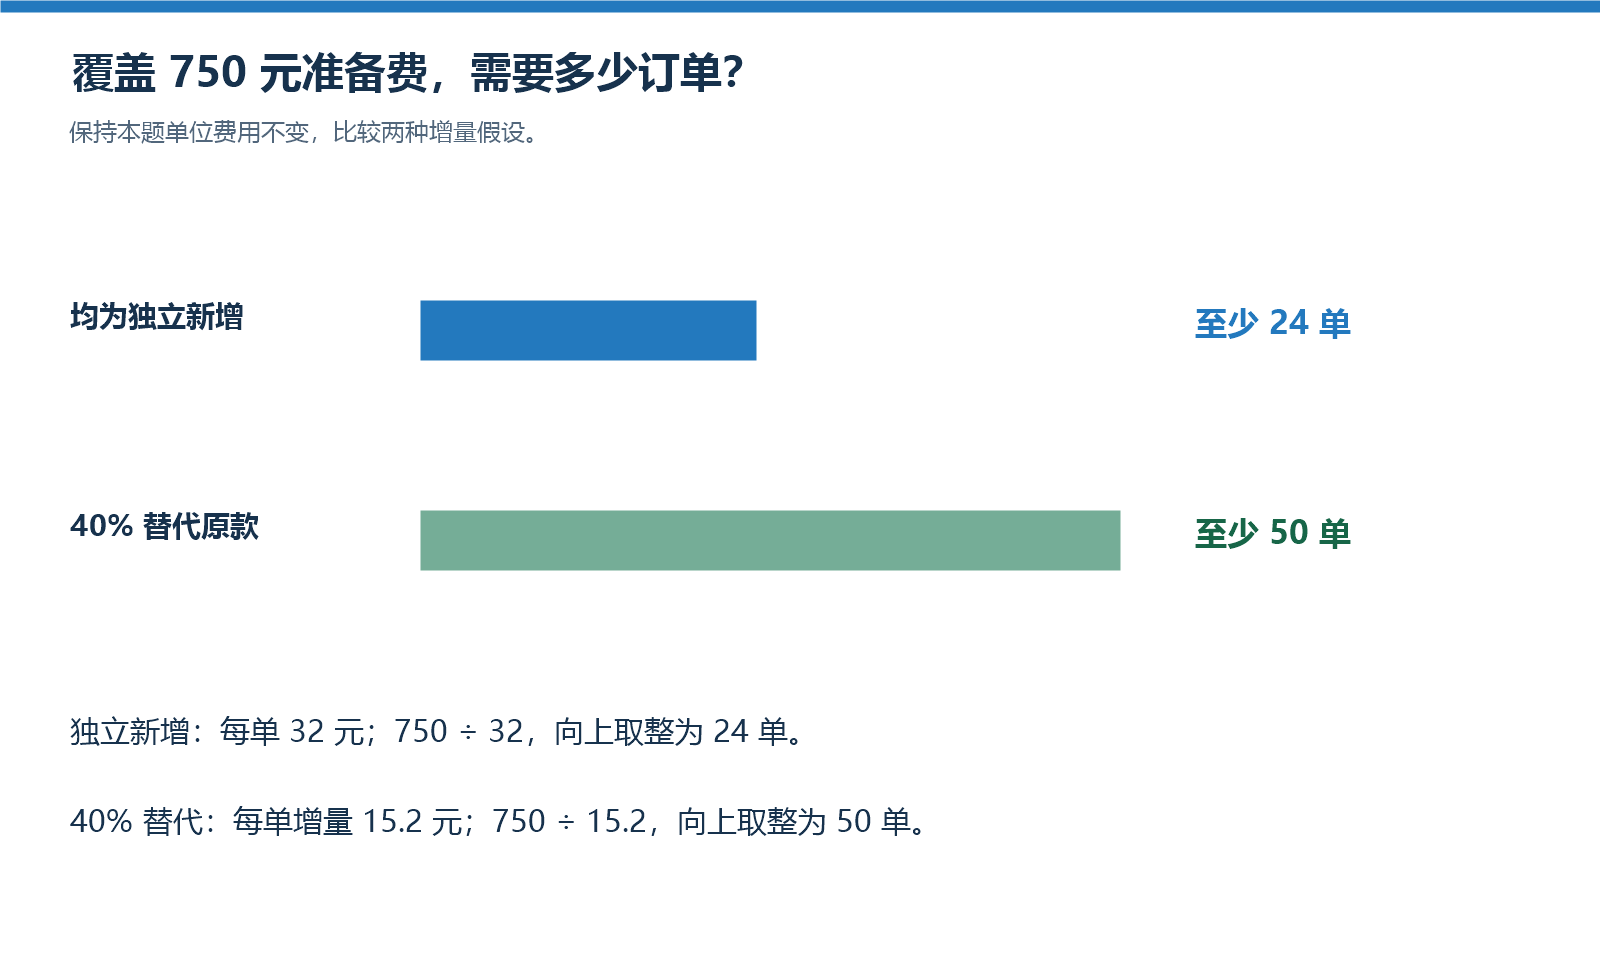 覆盖 750 元准备费，需要多少订单？
保持本题单位费用不变，比较两种增量假设。
均为独立新增
至少 24 单
40% 替代原款
至少 50 单
独立新增：每单 32 元；750 ÷ 32，向上取整为 24 单。
40% 替代：每单增量 15.2 元；750 ÷ 15.2，向上取整为 50 单。